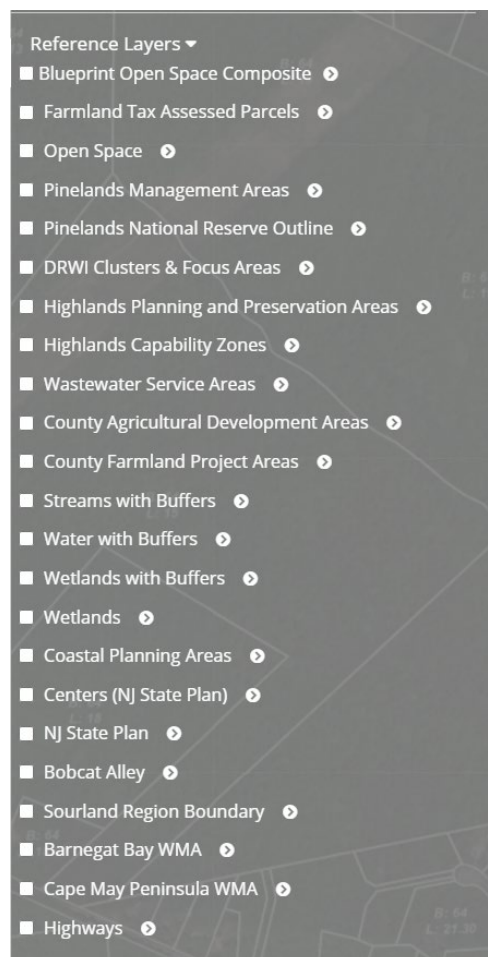 Reference Layers
Blueprint Open Space Composite
Farmland Tax Assessed Parcels
Open Space
Pinelands Management Areas
Pinelands National Reserve Outline
DRWI Clusters & Focus Areas
Highlands Planning and Preservation Areas
Highlands Capability Zones
Wastewater Service Areas
County Agricultural Development Areas
County Farmland Project Areas
Streams with Buffers
Water with Buffers
Wetlands with Buffers
Wetlands
Coastal Planning Areas
Centers (NJ State Plan)
NJ State Plan
Bobcat Alley
Sourland Region Boundary
Barnegat Bay WMA
Cape May Peninsula WMA
Highways
B: 64
L: 21.30